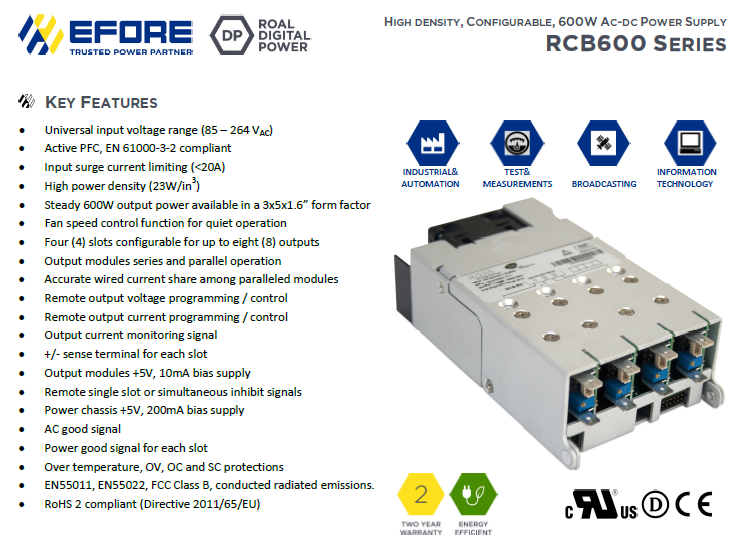 EFORE
TRUSTED POWER PARTNER
DP
ROAL
DIGITAL
POWER
HIGH DENSITY, CONFIGURABLE, 600W AC-DC POWER SUPPLY
RCB600 SERIES
KEY FEATURES
• Universal input voltage range (85 – 264 VAC)
• Active PFC, EN 61000-3-2 compliant
• Input surge current limiting (<20A)
• High power density (23W/in³)
• Steady 600W output power available in a 3x5x1.6” form factor
• Fan speed control function for quiet operation
• Four (4) slots configurable for up to eight (8) outputs
• Output modules series and parallel operation
• Accurate wired current share among paralleled modules
• Remote output voltage programming / control
• Remote output current programming / control
• Output current monitoring signal
• +/- sense terminal for each slot
• Output modules +5V, 10mA bias supply
• Remote single slot or simultaneous inhibit signals
• Power chassis +5V, 200mA bias supply
• AC good signal
• Power good signal for each slot
• Over temperature, OV, OC and SC protections
• EN55011, EN55022, FCC Class B, conducted radiated emissions.
• RoHS 2 compliant (Directive 2011/65/EU)
INDUSTRIAL&
AUTOMATION
TEST&
MEASUREMENTS
BROADCASTING
INFORMATION
TECHNOLOGY
2
TWO YEAR
WARRANTY
ENERGY
EFFICIENT
c RU US D CE